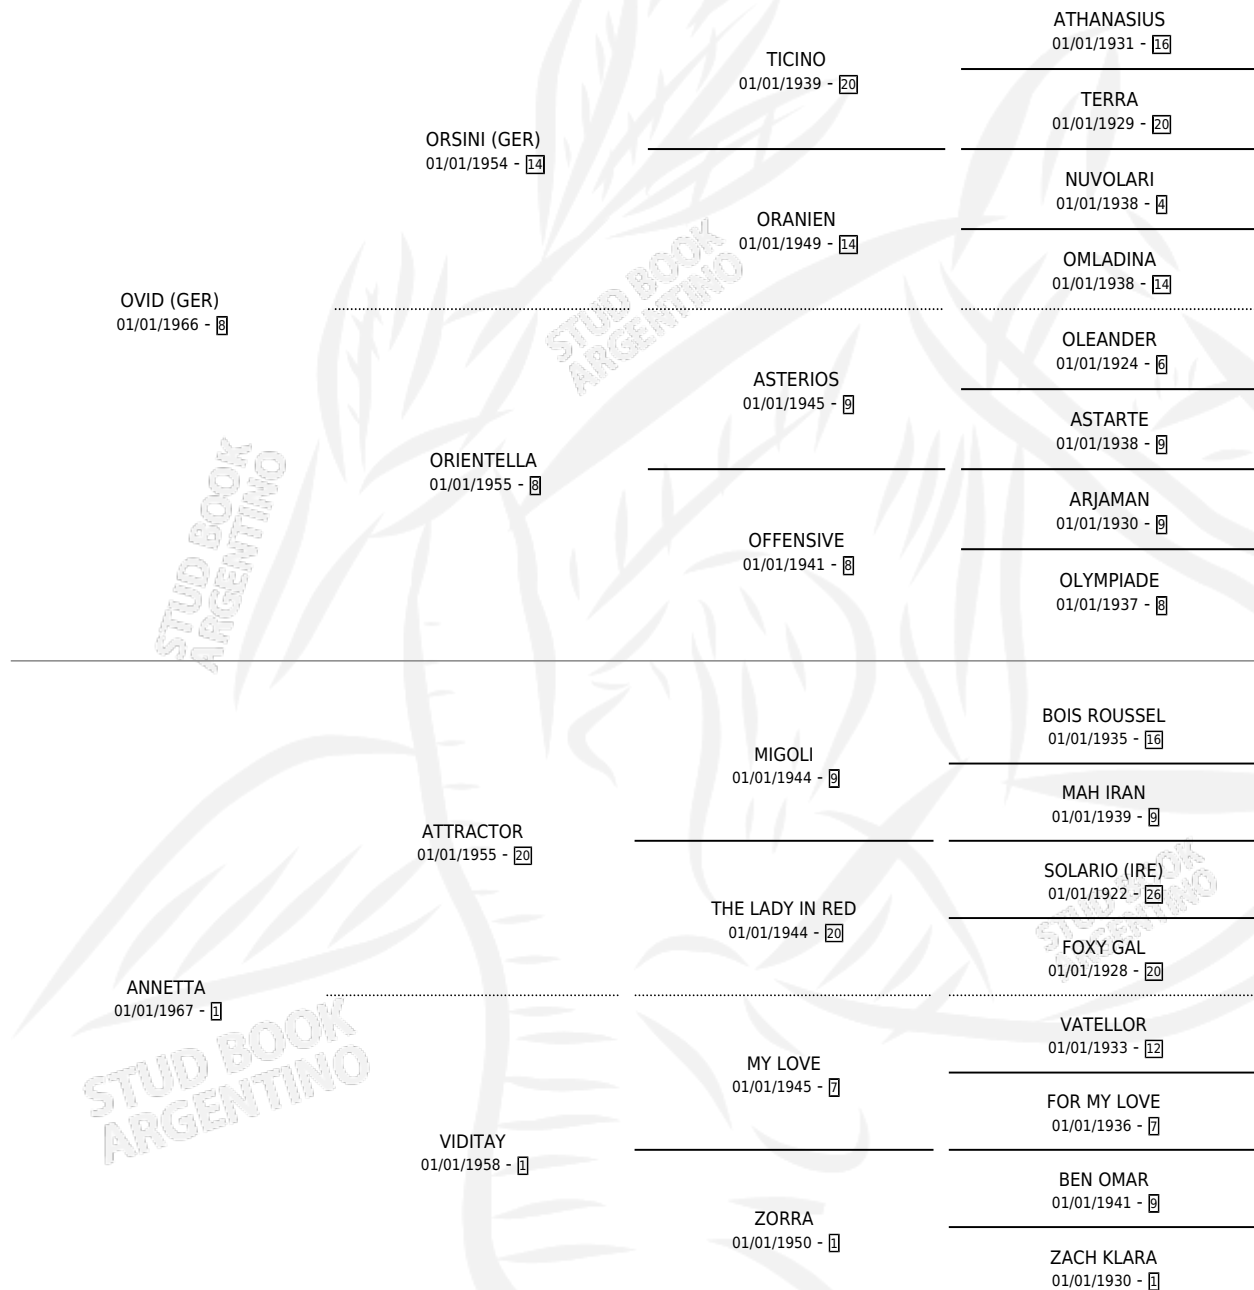 ATHANASIUS
01/01/1931 - 16
TICINO
01/01/1939 - 20
TERRA
01/01/1929 - 20
ORSINI (GER)
01/01/1954 - 14
NUVOLARI
01/01/1938 - 4
ORANIEN
01/01/1949 - 14
OMLADINA
01/01/1938 - 14
OVID (GER)
01/01/1966 - 8
STUD BOOK
ARGENTINO
OLEANDER
01/01/1924 - 6
ASTERIOS
01/01/1945 - 9
ASTARTE
01/01/1938 - 9
ORIENTELLA
01/01/1955 - 8
ARJAMAN
01/01/1930 - 9
OFFENSIVE
01/01/1941 - 8
OLYMPIADE
01/01/1937 - 8
STUD BOOK
ARGENTINO
BOIS ROUSSEL
01/01/1935 - 16
MIGOLI
01/01/1944 - 9
MAH IRAN
01/01/1939 - 9
ATTRACTOR
01/01/1955 - 20
SOLARIO (IRE)
01/01/1922 - 26
THE LADY IN RED
01/01/1944 - 20
STUD BOOK
ARGENTINO
FOXY GAL
01/01/1928 - 20
ANNETTA
01/01/1967 - 1
STUD BOOK
ARGENTINO
VATELLOR
01/01/1933 - 12
MY LOVE
01/01/1945 - 7
FOR MY LOVE
01/01/1936 - 7
VIDITAY
01/01/1958 - 1
BEN OMAR
01/01/1941 - 9
ZORRA
01/01/1950 - 1
ZACH KLARA
01/01/1930 - 1